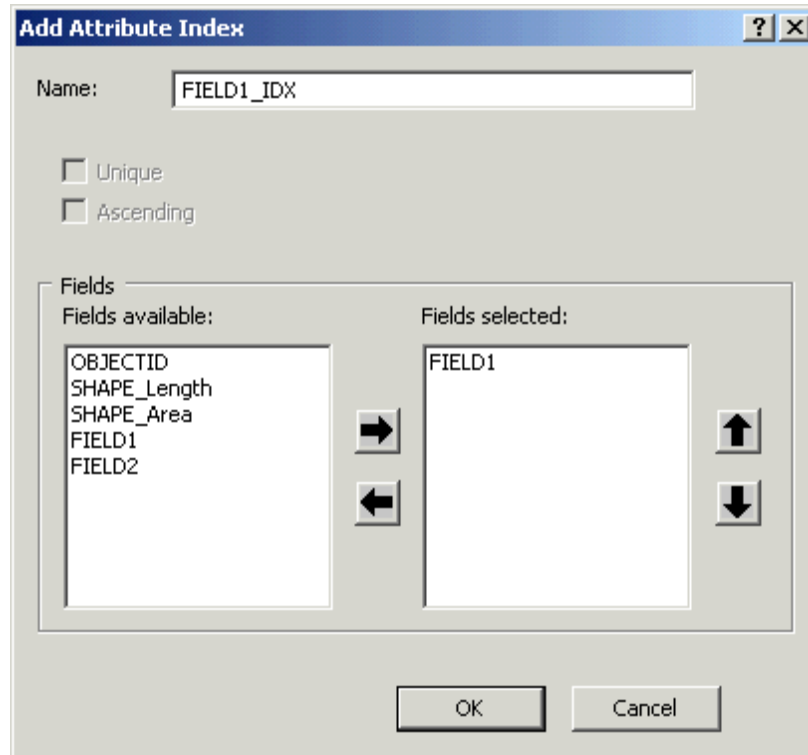 Add Attribute Index
Name: FIELD1_IDX
Unique
Ascending
Fields
Fields available:
OBJECTID
SHAPE_Length
SHAPE_Area
FIELD1
FIELD2
Fields selected:
FIELD1
OK Cancel